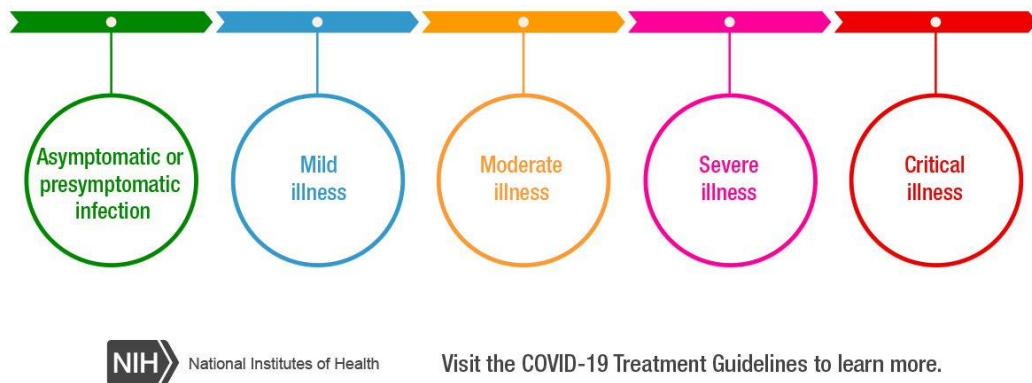 Asymptomatic or
presymptomatic
infection
Mild
illness
Moderate
illness
Severe
illness
Critical
illness
NIH National Institutes of Health
Visit the COVID-19 Treatment Guidelines to learn more.